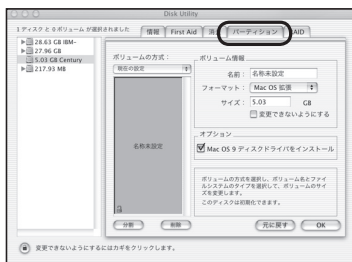 Disk Utility
1 ディスク と 0 ボリューム が選択されました
情報
First Aid
パーティション
RAID
28.63 GB IBM-
27.96 GB
5.03 GB Century
217.93 MB
ボリュームの方式：
現在の設定
名称未設定
分割
削除
ボリューム情報
名前： 名称未設定
フォーマット： Mac OS 拡張
サイズ： 5.03 GB
変更できないようにする
オプション
Mac OS 9 ディスクドライバをインストール
ボリュームの方式を選択し、ボリューム名とファイ
ルシステムのタイプを選択して、ボリュームのサイ
ズを変更します。
このディスクは初期化できます。
元に戻す
OK
変更できないようにするにはカギをクリックします。